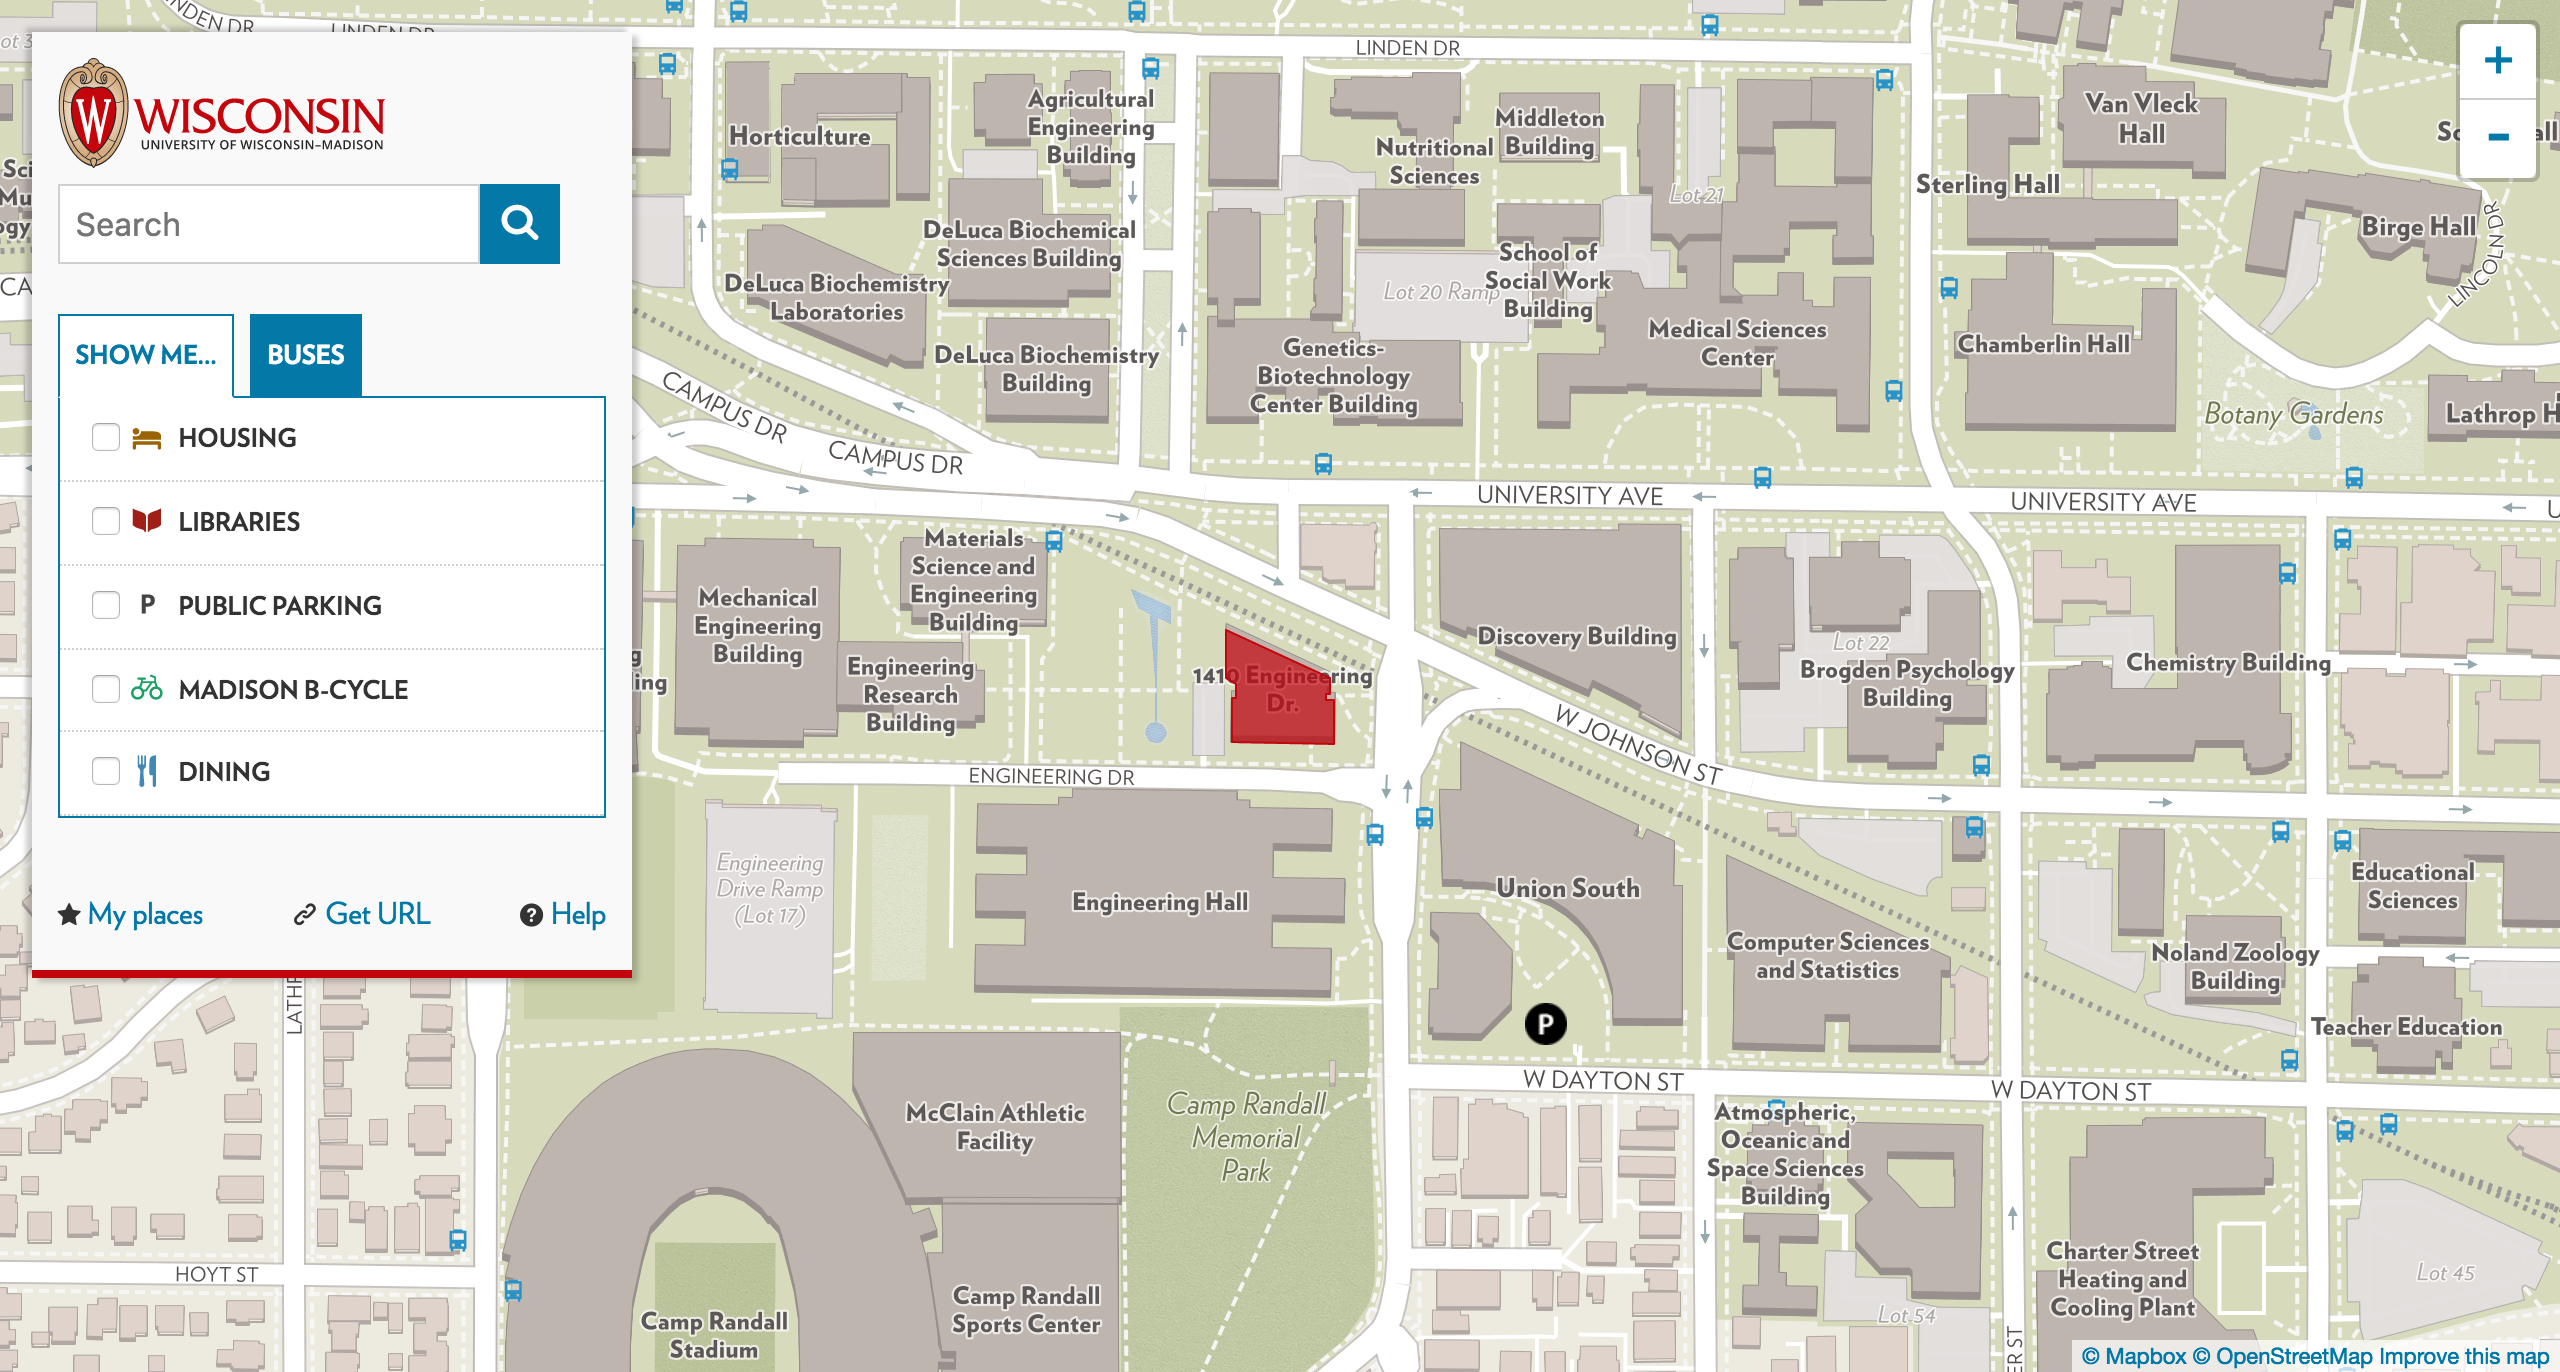 WISCONSIN
UNIVERSITY OF WISCONSIN–MADISON
Search
SHOW ME...
BUSES
HOUSING
LIBRARIES
P
PUBLIC PARKING
MADISON B-CYCLE
DINING
My places
Get URL
Help
LINDEN DR
LINDEN DR
Horticulture
Agricultural
Engineering
Building
Nutritional
Sciences
Middleton
Building
Lot 21
Van Vleck
Hall
Sterling Hall
Birge Hall
LINCOLN DR
DeLuca Biochemical
Sciences Building
DeLuca Biochemistry
Laboratories
DeLuca Biochemistry
Building
Lot 20 Ramp
School of
Social Work
Building
Genetics-
Biotechnology
Center Building
Medical Sciences
Center
Chamberlin Hall
Botany Gardens
Lathrop H
CAMPUS DR
CAMPUS DR
UNIVERSITY AVE
UNIVERSITY AVE
Materials
Science and
Engineering
Building
Mechanical
Engineering
Building
Engineering
Research
Building
1410 Engineering
Dr.
Discovery Building
Lot 22
Brogden Psychology
Building
Chemistry Building
W JOHNSON ST
ENGINEERING DR
Engineering
Drive Ramp
(Lot 17)
Engineering Hall
Union South
Computer Sciences
and Statistics
Educational
Sciences
Noland Zoology
Building
Teacher Education
P
W DAYTON ST
W DAYTON ST
LATHR
McClain Athletic
Facility
Camp Randall
Memorial
Park
Atmospheric,
Oceanic and
Space Sciences
Building
Charter Street
Heating and
Cooling Plant
Lot 45
Lot 54
HOYT ST
Camp Randall
Stadium
Camp Randall
Sports Center
ER ST
© Mapbox © OpenStreetMap Improve this map